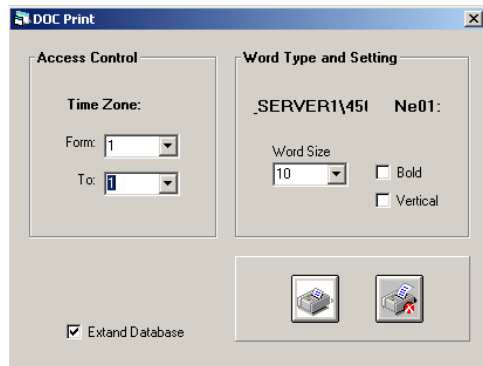 DOC Print
Access Control
Time Zone:
Form: 1
To: 1
Word Type and Setting
_SERVER1\45( Ne01:
Word Size
10
Bold
Vertical
Extand Database